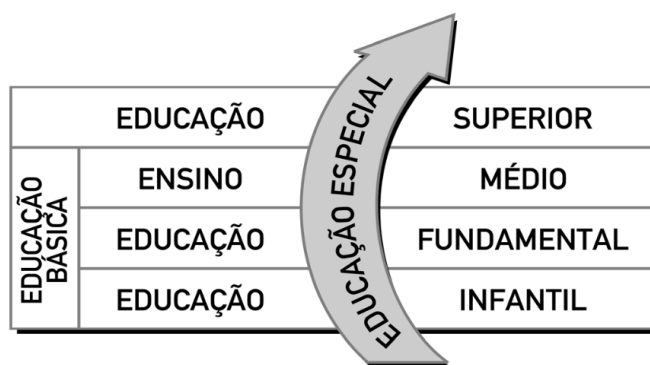 EDUCAÇÃO SUPERIOR
EDUCAÇÃO BÁSICA
ENSINO MÉDIO
EDUCAÇÃO FUNDAMENTAL
EDUCAÇÃO INFANTIL
EDUCAÇÃO ESPECIAL